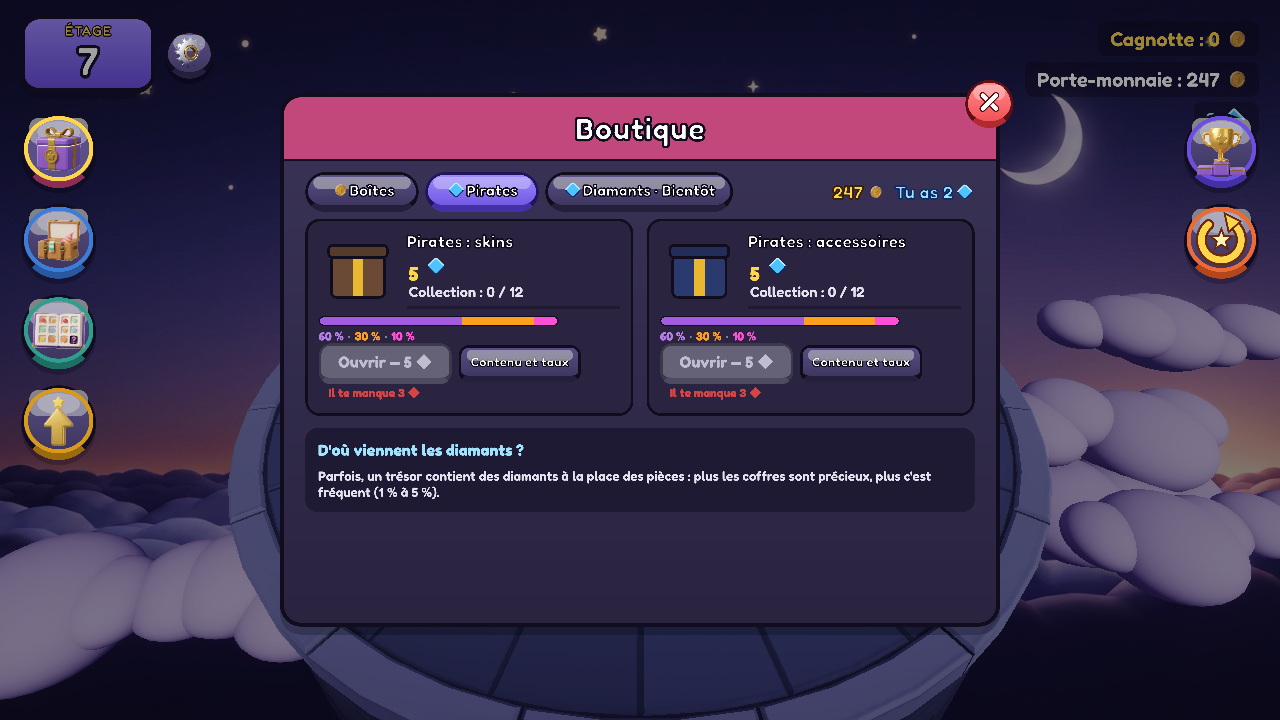 ÉTAGE
7
Cagnotte : 0
Porte-monnaie : 247
Boutique
Boîtes
Pirates
Diamants · Bientôt
247
Tu as 2
Pirates : skins
5
Collection : 0 / 12
60 % · 30 % · 10 %
Ouvrir – 5
Contenu et taux
Il te manque 3
Pirates : accessoires
5
Collection : 0 / 12
60 % · 30 % · 10 %
Ouvrir – 5
Contenu et taux
Il te manque 3
D'où viennent les diamants ?
Parfois, un trésor contient des diamants à la place des pièces : plus les coffres sont précieux, plus c'est
fréquent (1 % à 5 %).